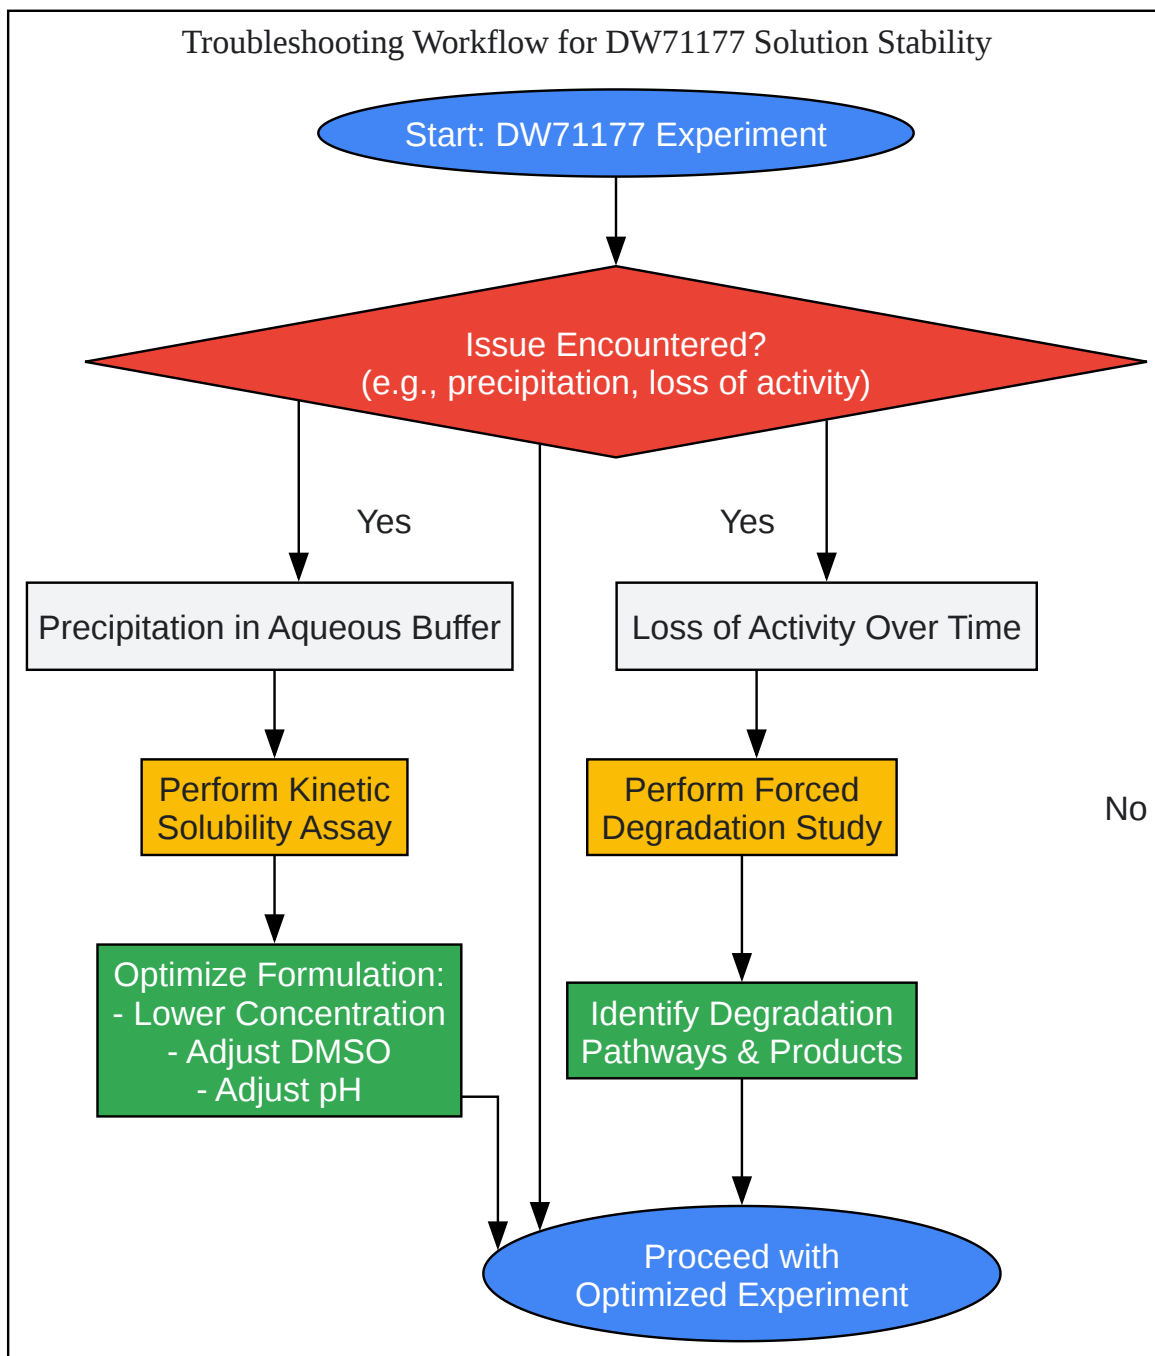 Troubleshooting Workflow for DW71177 Solution Stability
Start: DW71177 Experiment
Issue Encountered?
(e.g., precipitation, loss of activity)
Yes
Yes
Precipitation in Aqueous Buffer
Loss of Activity Over Time
Perform Kinetic
Solubility Assay
Perform Forced
Degradation Study
No
Optimize Formulation:
- Lower Concentration
- Adjust DMSO
- Adjust pH
Identify Degradation
Pathways & Products
Proceed with
Optimized Experiment